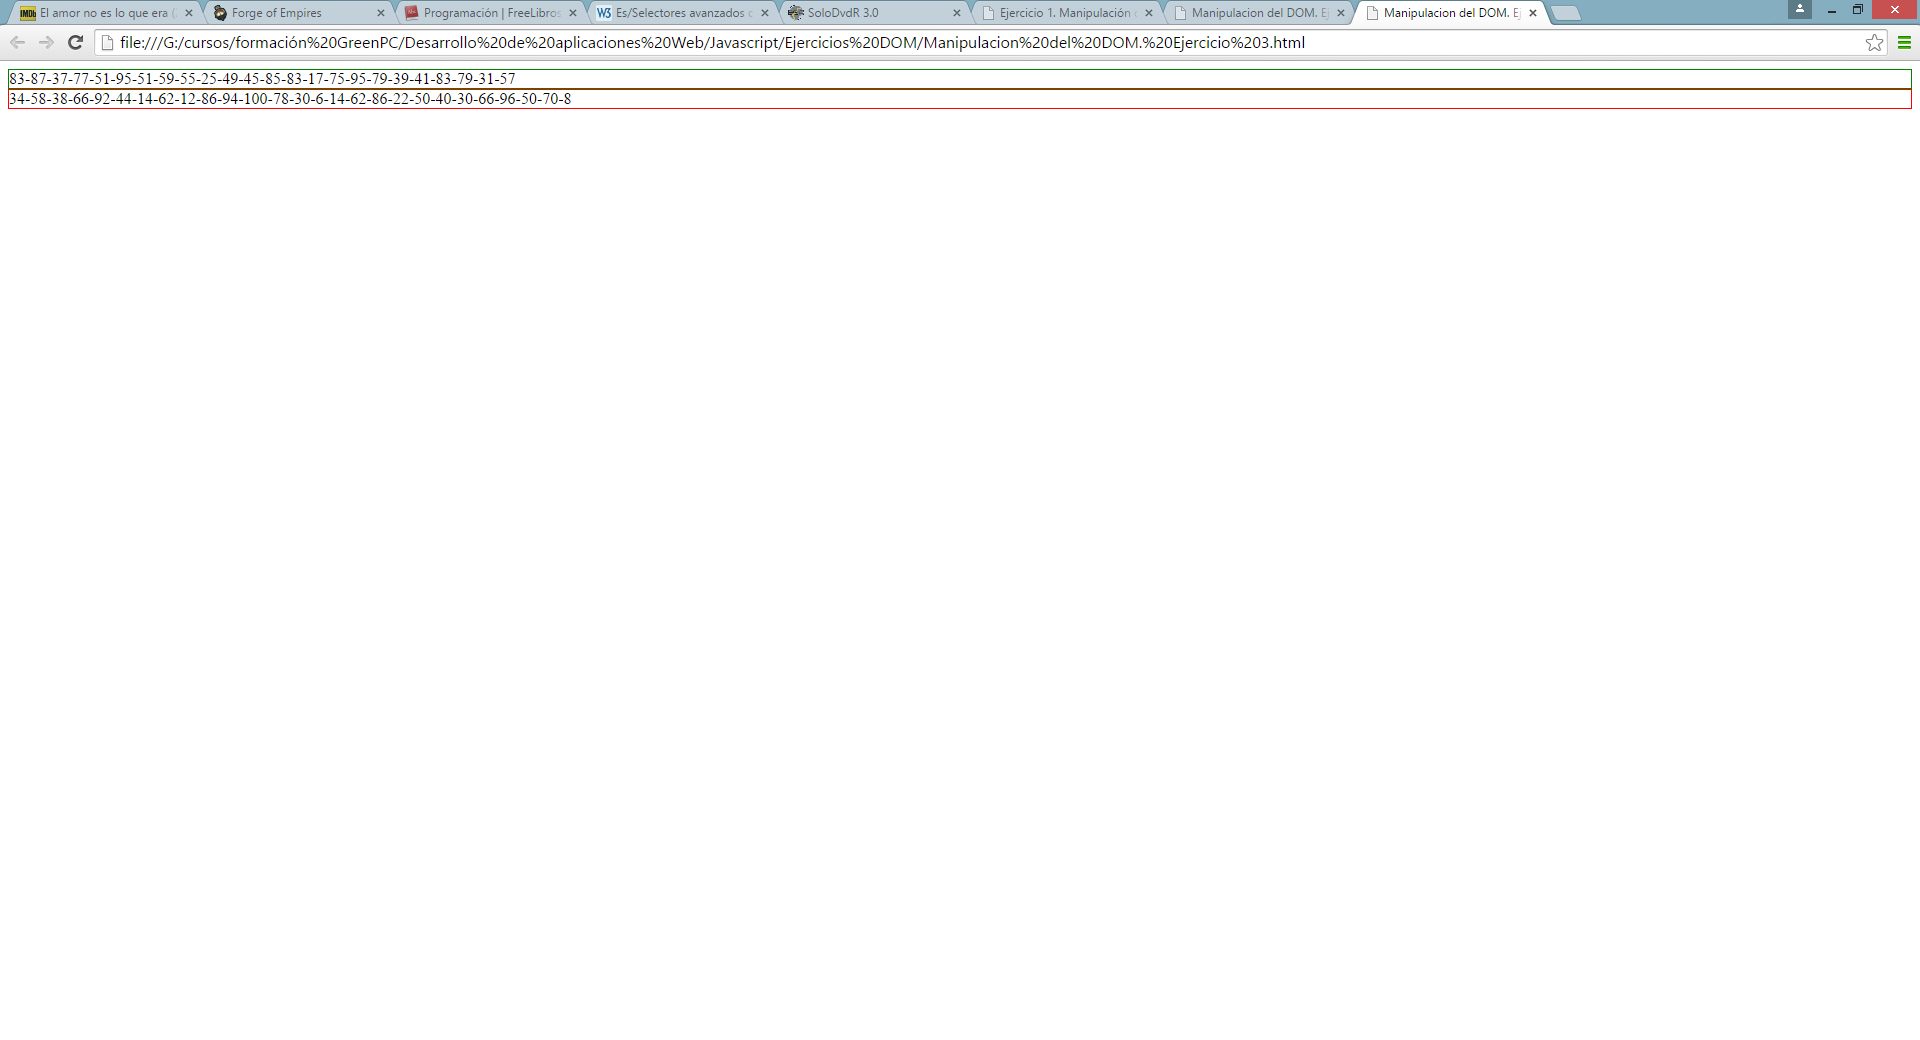 IMDb El amor no es lo que era (
Forge of Empires
Programación | FreeLibros
W3 Es/Selectores avanzados
SoloDvdR 3.0
Ejercicio 1. Manipulación
Manipulacion del DOM. Ej
Manipulacion del DOM. Ej
file:///G:/cursos/formación%20GreenPC/Desarrollo%20de%20aplicaciones%20Web/Javascript/Ejercicios%20DOM/Manipulacion%20del%20DOM.%20Ejercicio%203.html
83-87-37-77-51-95-51-59-55-25-49-45-85-83-17-75-95-79-39-41-83-79-31-57
34-58-38-66-92-44-14-62-12-86-94-100-78-30-6-14-62-86-22-50-40-30-66-96-50-70-8